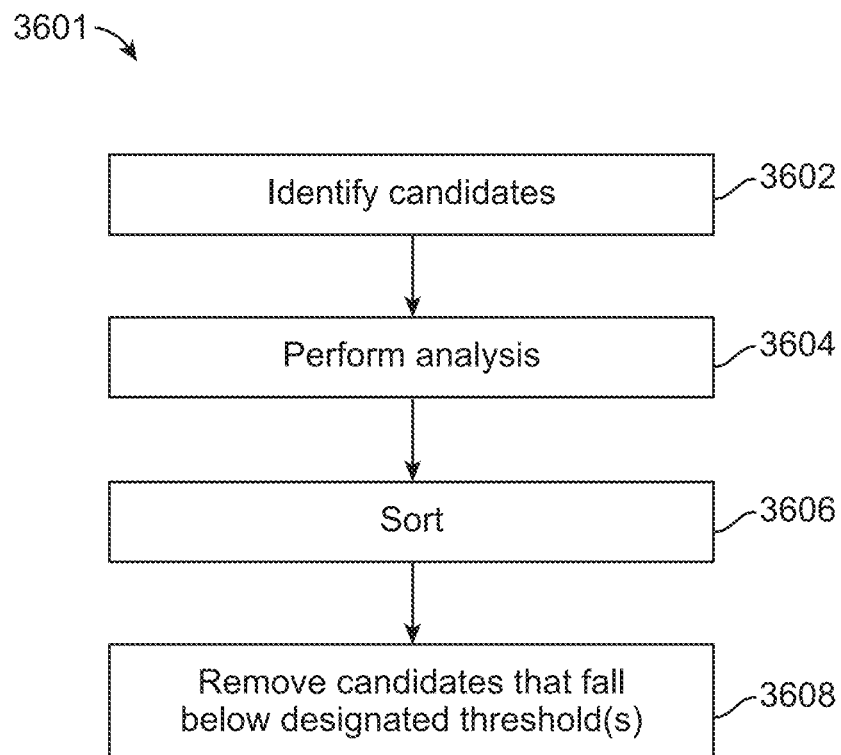 3601
Identify candidates
3602
Perform analysis
3604
Sort
3606
Remove candidates that fall
below designated threshold(s)
3608